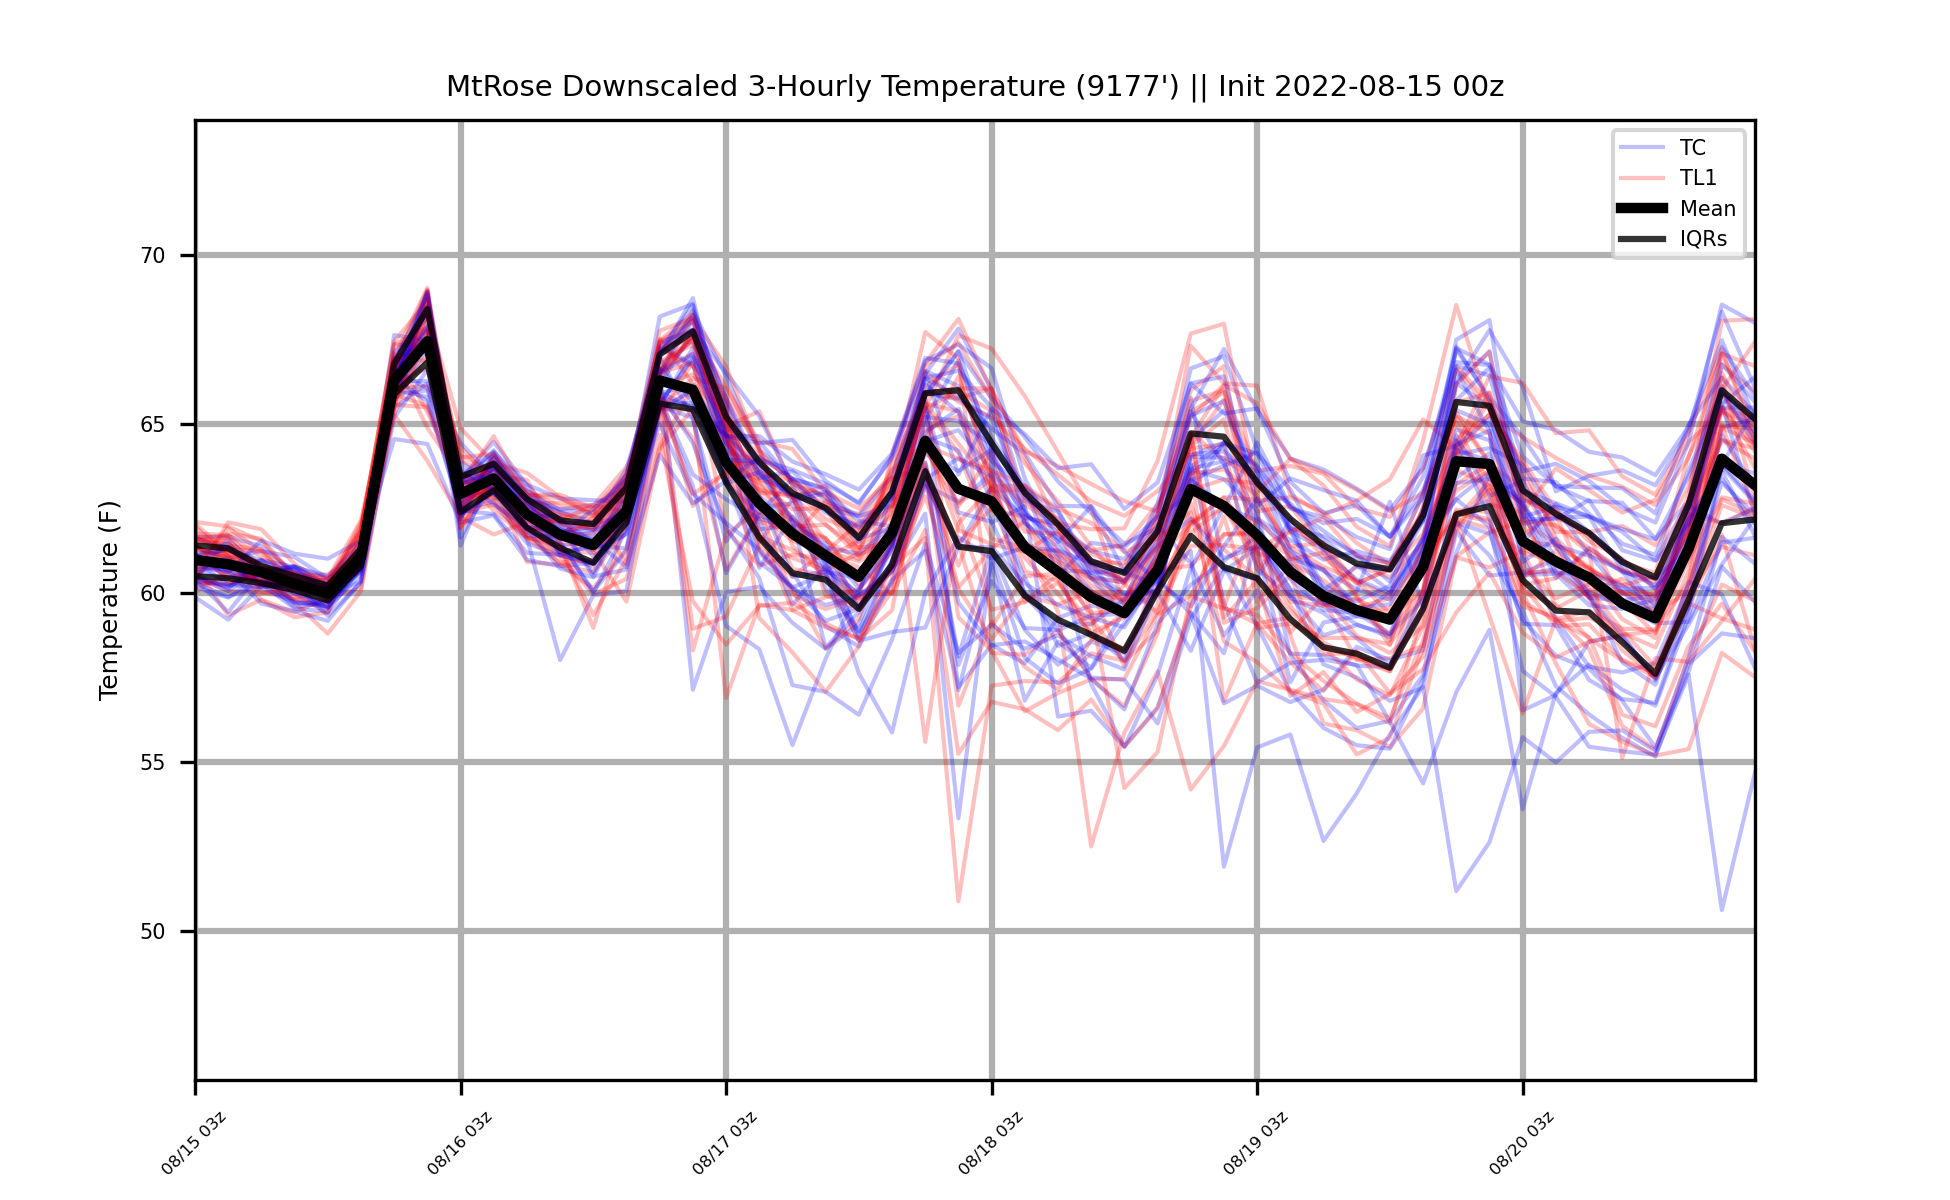 MtRose Downscaled 3-Hourly Temperature (9177') || Init 2022-08-15 00z
TC
TL1
Mean
IQRs
Temperature (F)
70
65
60
55
50
08/15 03z
08/16 03z
08/17 03z
08/18 03z
08/19 03z
08/20 03z